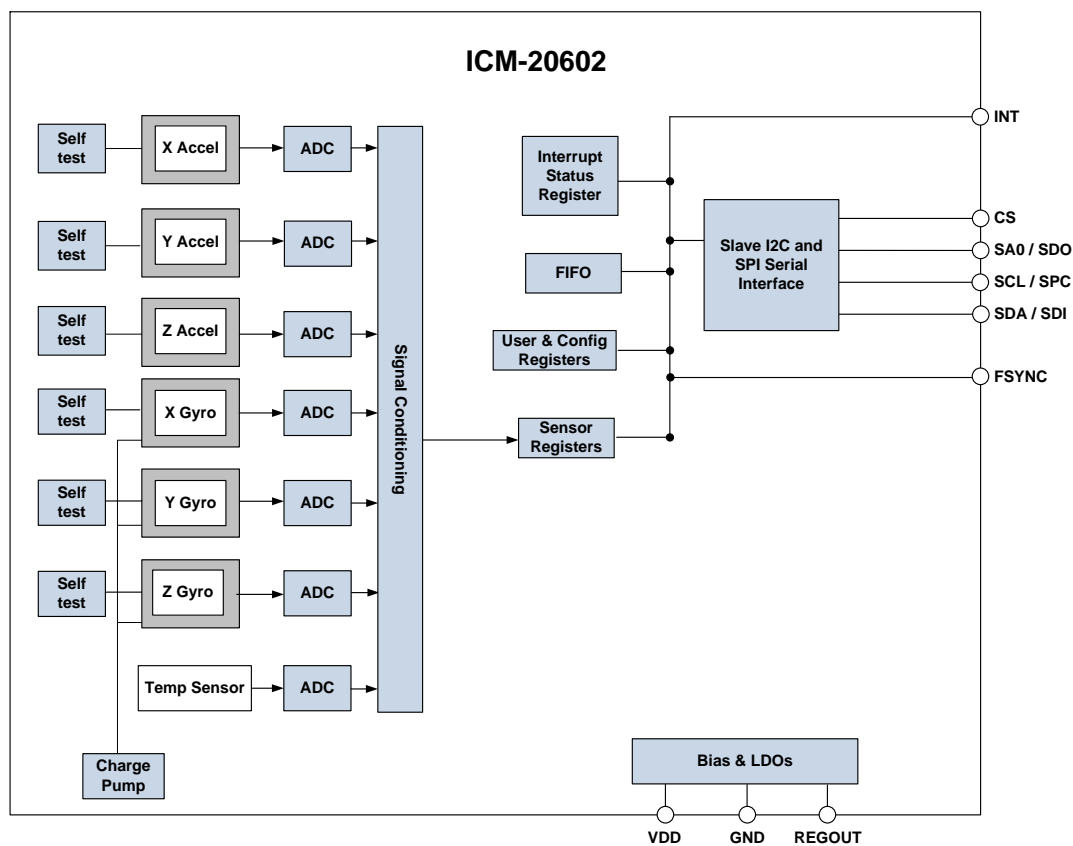 ICM-20602
INT
Self
test
X Accel
ADC
Interrupt
Status
Register
CS
Self
test
Y Accel
ADC
Slave I2C and
SPI Serial
Interface
SA0 / SDO
FIFO
SCL / SPC
SDA / SDI
Self
test
Z Accel
ADC
User & Config
Registers
Signal Conditioning
FSYNC
Self
test
X Gyro
ADC
Sensor
Registers
Self
test
Y Gyro
ADC
Self
test
Z Gyro
ADC
Temp Sensor
ADC
Charge
Pump
Bias & LDOs
VDD
GND
REGOUT